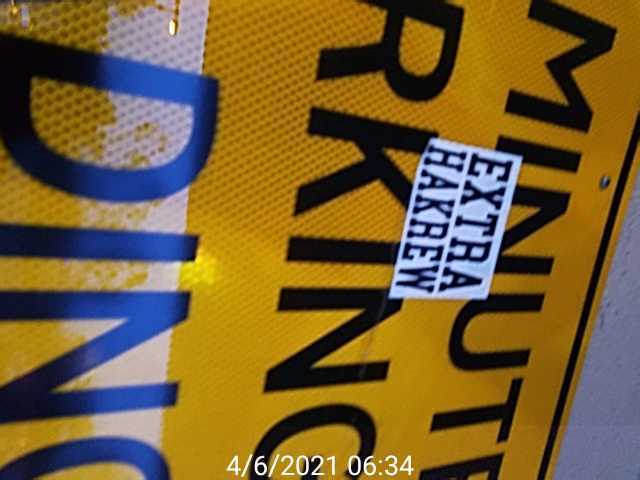 MINUTE
RKING
DING
EXTRA
HAKREW
4/6/2021 06:34